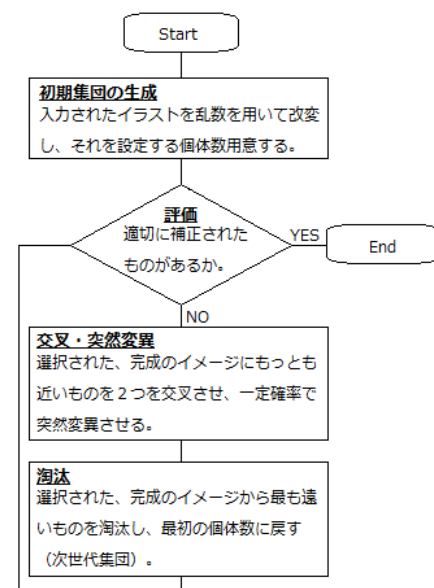 Start
初期集団の生成
入力されたイラストを乱数を用いて改変
し、それを設定する個体数用意する。
評価
適切に補正された
ものがあるか。
YES
End
NO
交叉・突然変異
選択された、完成のイメージにもっとも
近いものを２つを交叉させ、一定確率で
突然変異させる。
淘汰
選択された、完成のイメージから最も遠
いものを淘汰し、最初の個体数に戻す
（次世代集団）。